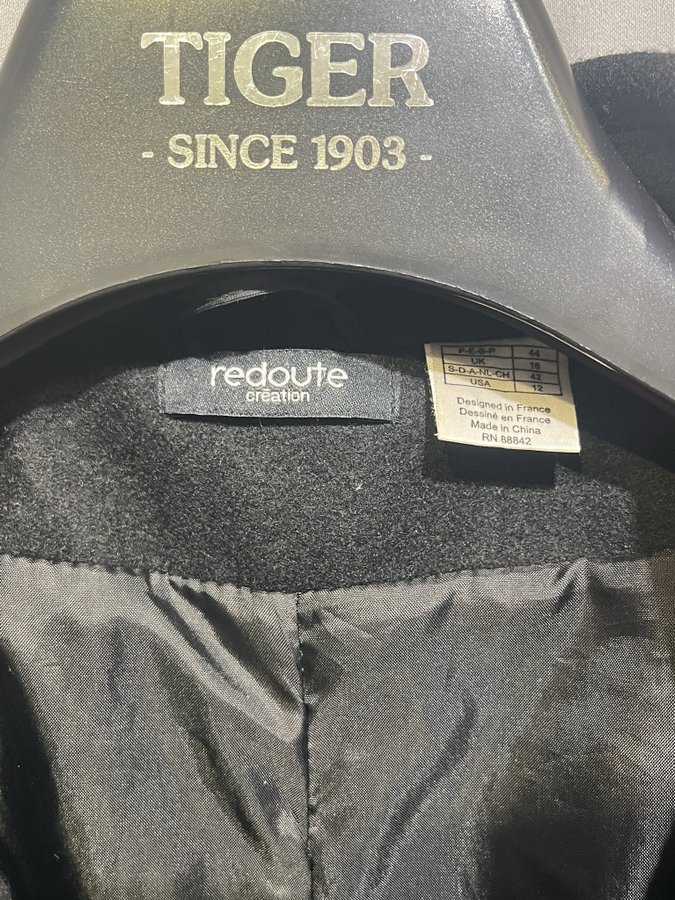 TIGER
- SINCE 1903 -
redoute
création
F-E-B-P 44
UK 16
S-D-A-NL-CH 42
USA 12
Designed in France
Dessiné en France
Made in China
RN 88842